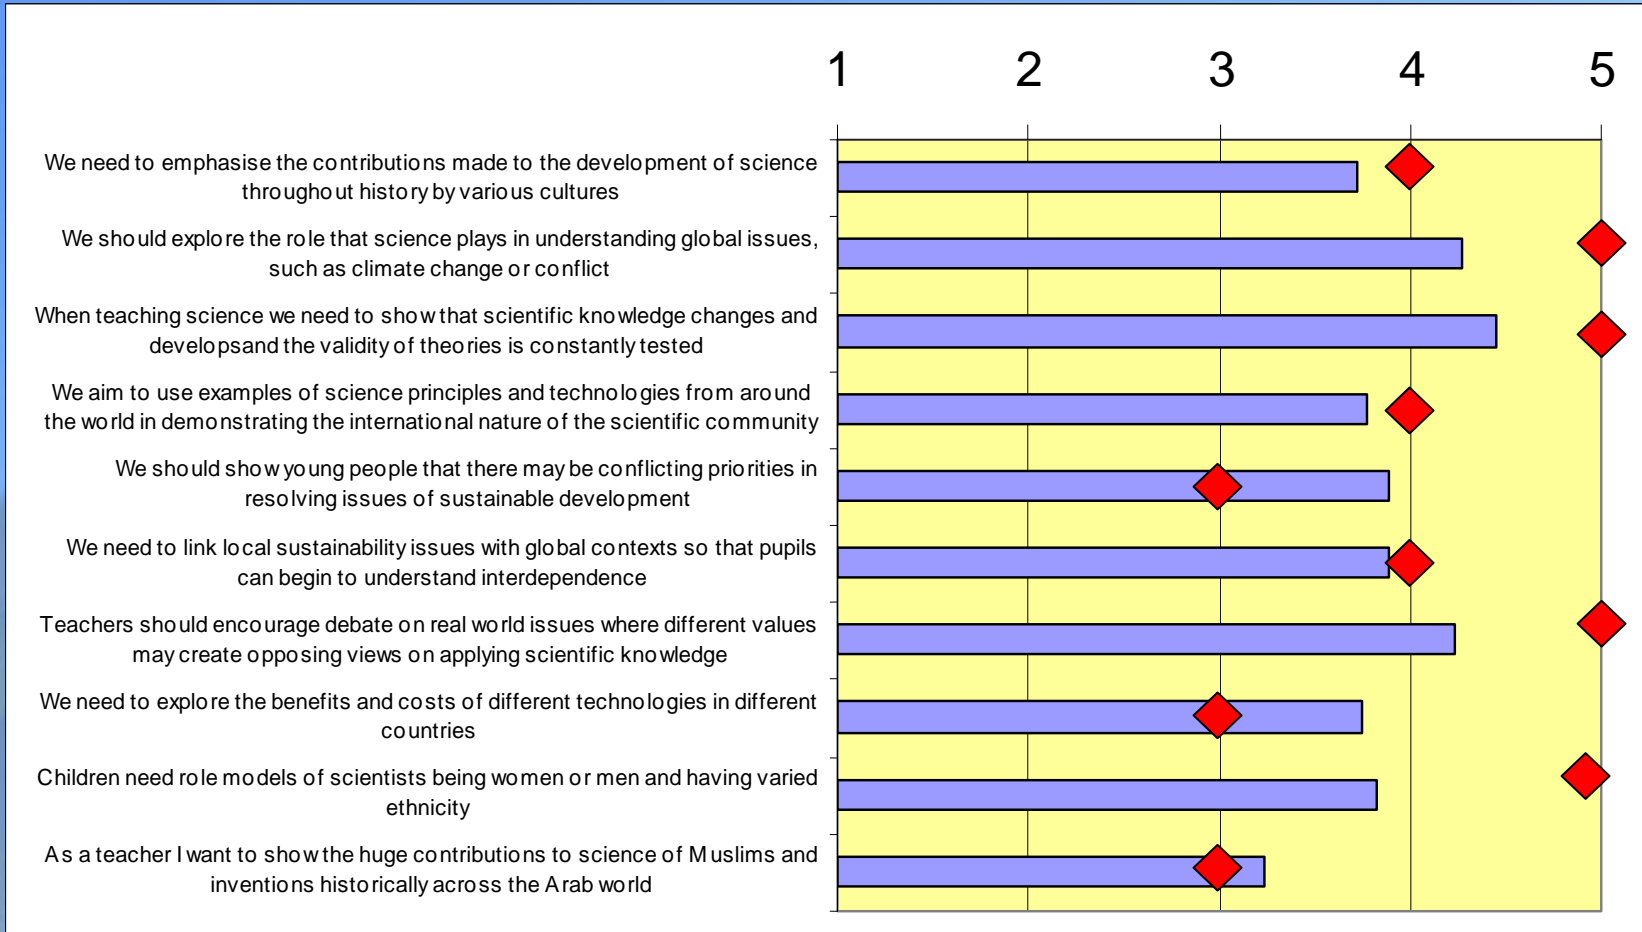 1 2 3 4 5
We need to emphasise the contributions made to the development of science
throughout history by various cultures
We should explore the role that science plays in understanding global issues,
such as climate change or conflict
When teaching science we need to show that scientific knowledge changes and
developsand the validity of theories is constantly tested
We aim to use examples of science principles and technologies from around
the world in demonstrating the international nature of the scientific community
We should show young people that there may be conflicting priorities in
resolving issues of sustainable development
We need to link local sustainability issues with global contexts so that pupils
can begin to understand interdependence
Teachers should encourage debate on real world issues where different values
may create opposing views on applying scientific knowledge
We need to explore the benefits and costs of different technologies in different
countries
Children need role models of scientists being women or men and having varied
ethnicity
As a teacher I want to show the huge contributions to science of Muslims and
inventions historically across the Arab world